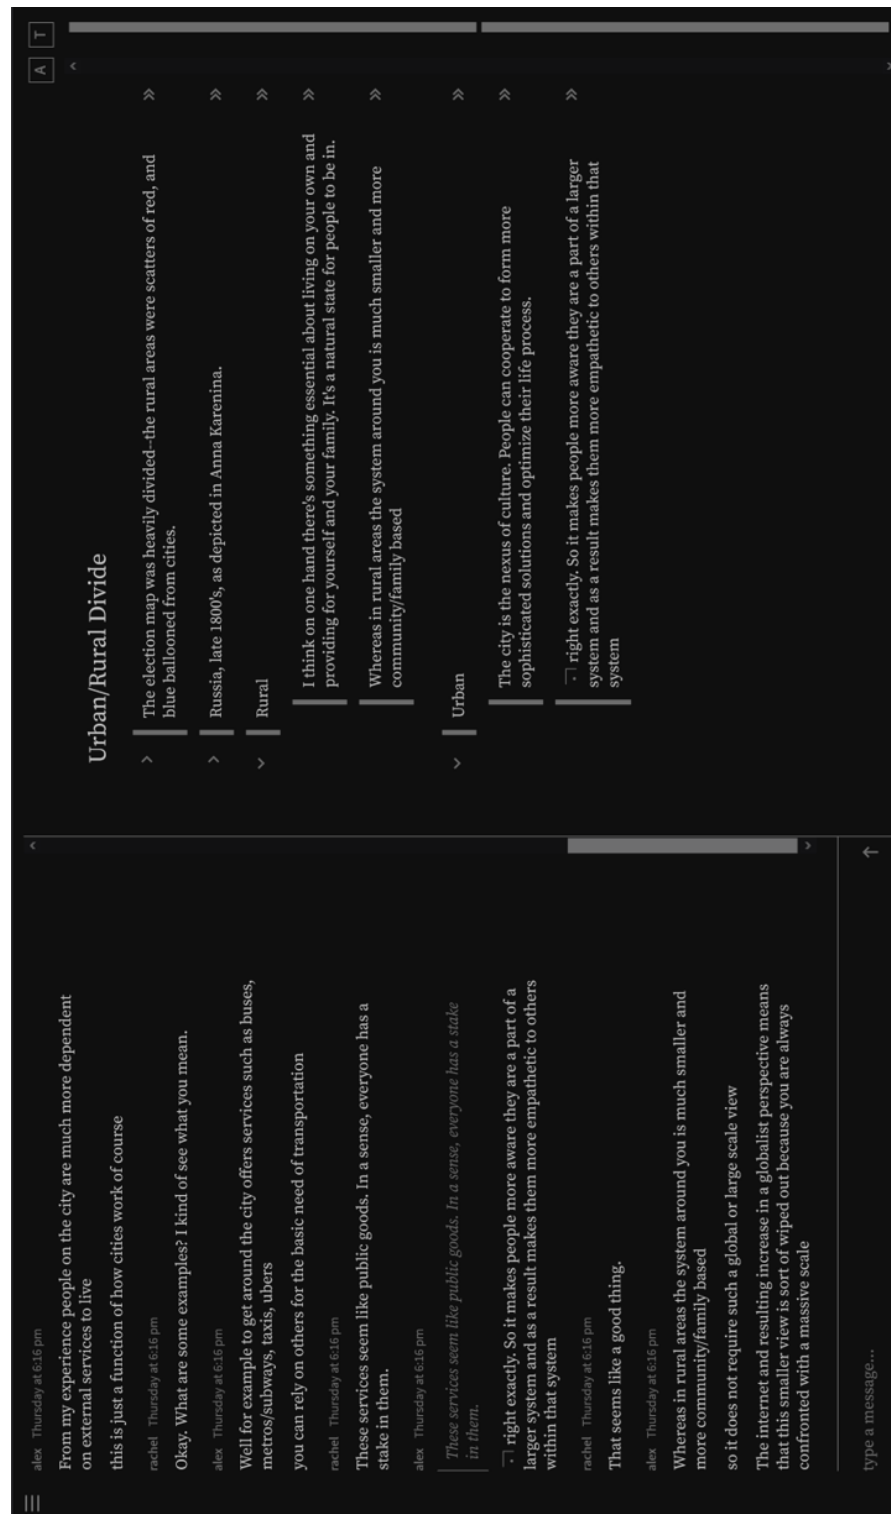 alex Thursday at 6:16 pm
From my experience people on the city are much more dependent
on external services to live
this is just a function of how cities work of course
rachel Thursday at 6:16 pm
Okay. What are some examples? I kind of see what you mean.
alex Thursday at 6:16 pm
Well for example to get around the city offers services such as buses,
metros/subways, taxis, ubers
you can rely on others for the basic need of transportation
rachel Thursday at 6:16 pm
These services seem like public goods. In a sense, everyone has a
stake in them.
alex Thursday at 6:16 pm
These services seem like public goods. In a sense, everyone has a stake
in them.
right exactly. So it makes people more aware they are a part of a
larger system and as a result makes them more empathetic to others
within that system
rachel Thursday at 6:16 pm
That seems like a good thing.
alex Thursday at 6:16 pm
Whereas in rural areas the system around you is much smaller and
more community/family based
so it does not require such a global or large scale view
The internet and resulting increase in a globalist perspective means
that this smaller view is sort of wiped out because you are always
confronted with a massive scale
type a message...
A T
Urban/Rural Divide
The election map was heavily divided--the rural areas were scatters of red, and
blue ballooned from cities.
Russia, late 1800's, as depicted in Anna Karenina.
Rural
I think on one hand there's something essential about living on your own and
providing for yourself and your family. It's a natural state for people to be in.
Whereas in rural areas the system around you is much smaller and more
community/family based
Urban
The city is the nexus of culture. People can cooperate to form more
sophisticated solutions and optimize their life process.
right exactly. So it makes people more aware they are a part of a larger
system and as a result makes them more empathetic to others within that
system